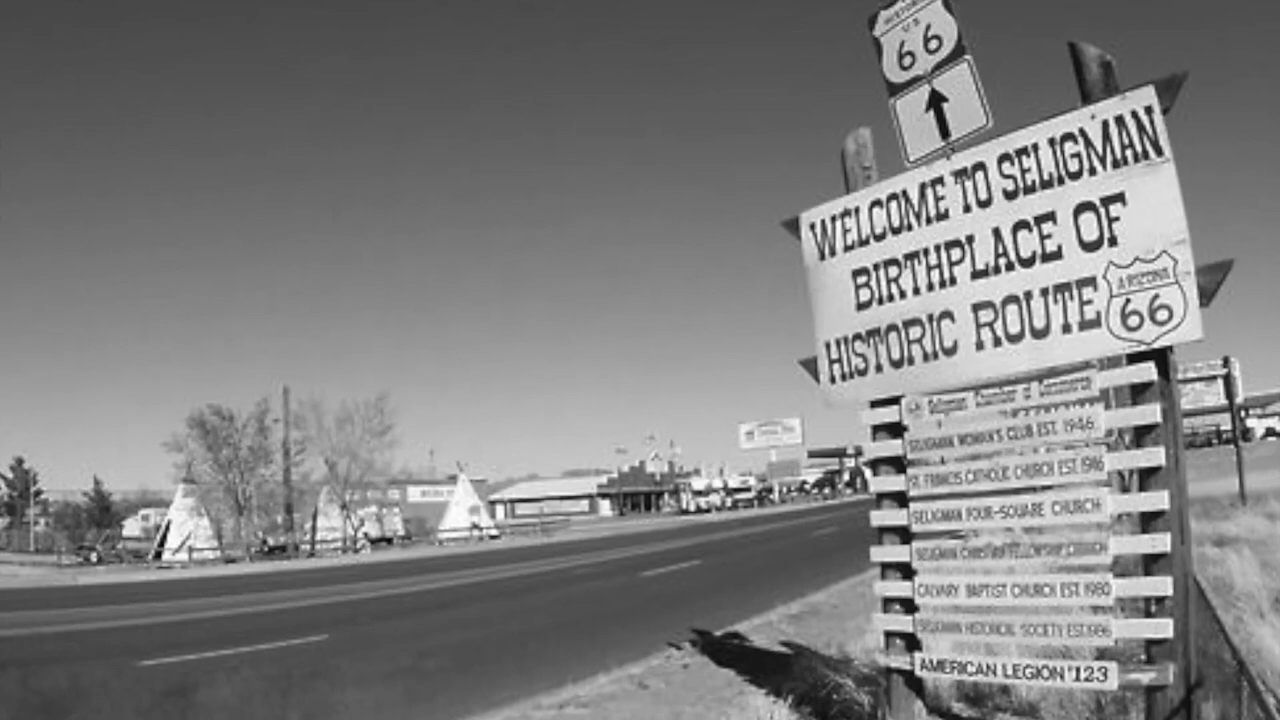 HISTORIC
U S
66
WELCOME TO SELIGMAN
BIRTHPLACE OF
HISTORIC ROUTE
ARIZONA
66
Seligman Chamber of Commerce
SELIGMAN WOMAN'S CLUB EST. 1946
ST. FRANCIS CATHOLIC CHURCH EST.
SELIGMAN FOUR-SQUARE CHURCH
SELIGMAN CHRISTIAN FELLOWSHIP CHURCH
CALVARY BAPTIST CHURCH EST. 1980
SELIGMAN HISTORICAL SOCIETY EST. 1986
AMERICAN LEGION #123